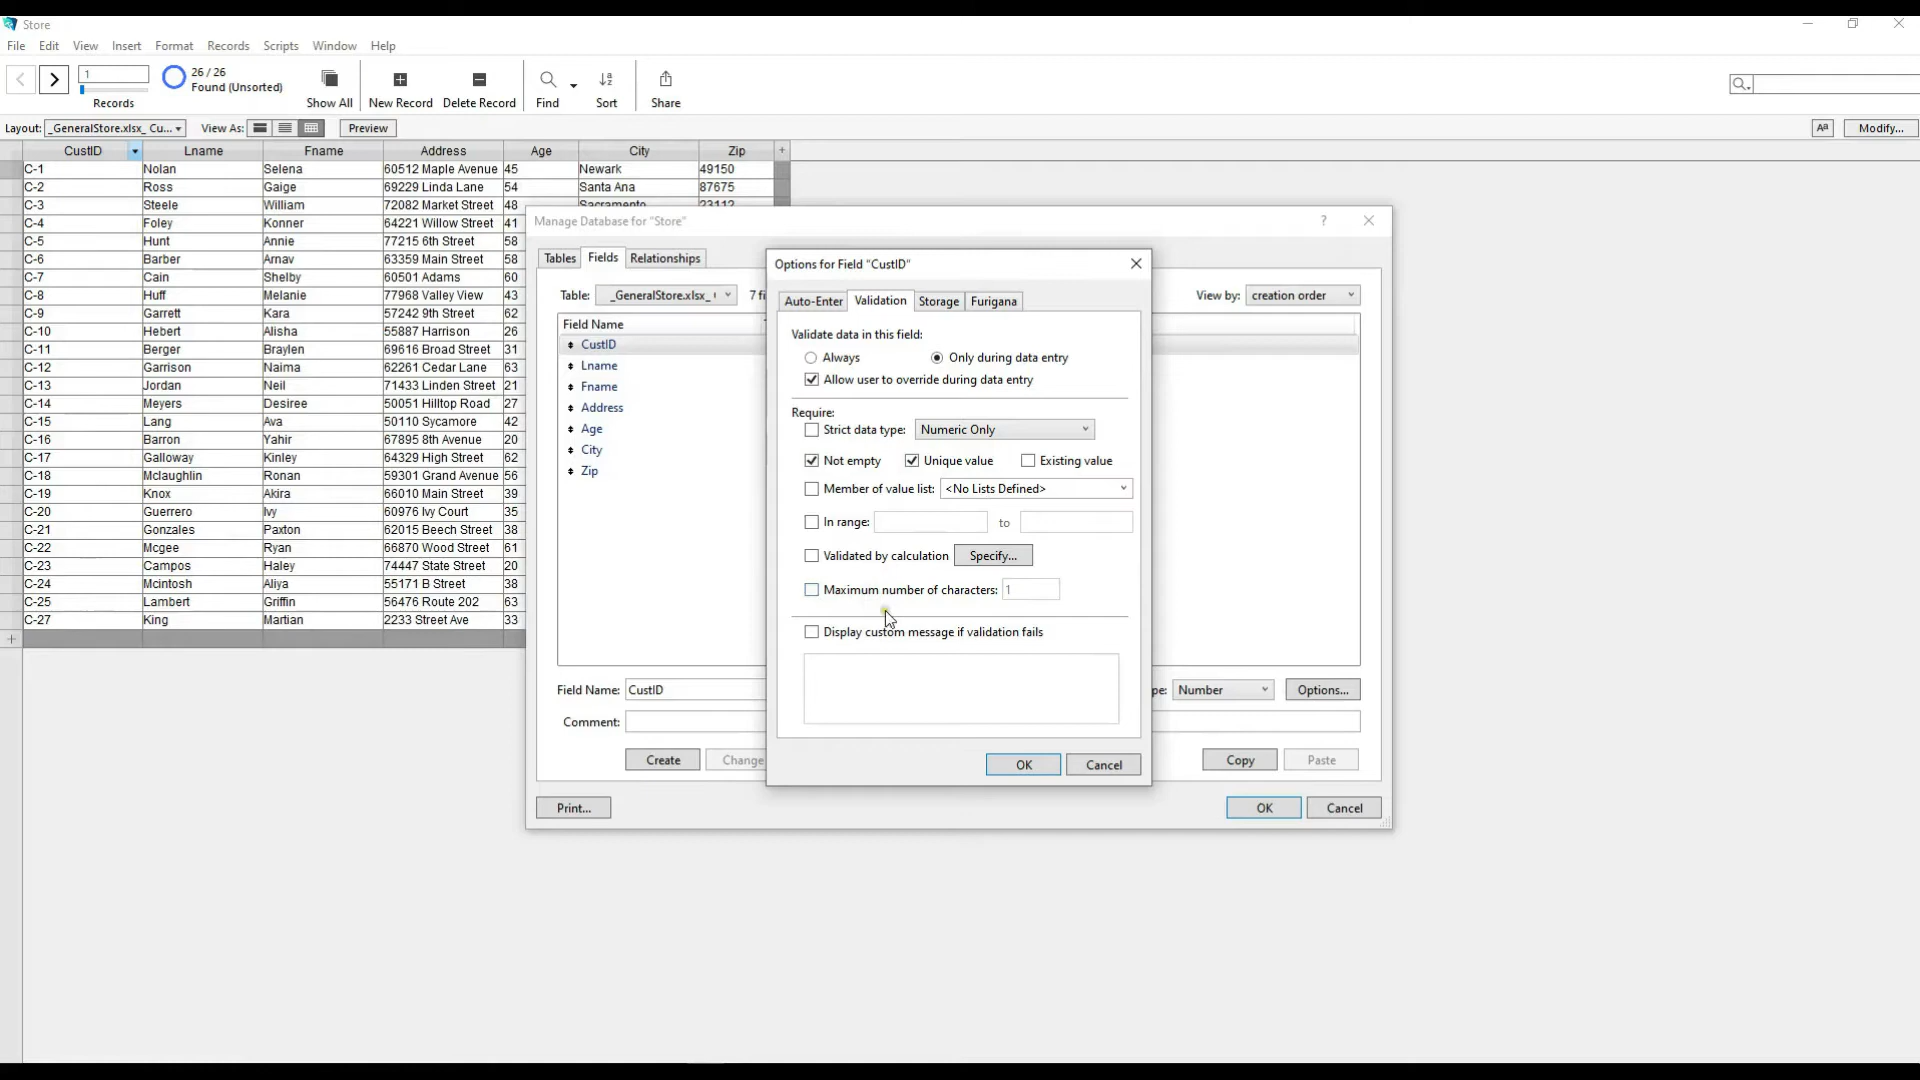 Store
File Edit View Insert Format Records Scripts Window Help
1
26 / 26
Found (Unsorted)
Records
Show All
New Record
Delete Record
Find
Sort
Share
Layout: _GeneralStore.xlsx_ Cu... View As: Preview
Aª Modify...
CustID Lname Fname Address Age City Zip +
C-1 Nolan Selena 60512 Maple Avenue 45 Newark 49150
C-2 Ross Gaige 69229 Linda Lane 54 Santa Ana 87675
C-3 Steele William 72082 Market Street 48 Sacramento 23112
C-4 Foley Konner 64221 Willow Street 41
C-5 Hunt Annie 77215 6th Street 58
C-6 Barber Arnav 63359 Main Street 58
C-7 Cain Shelby 60501 Adams 60
C-8 Huff Melanie 77968 Valley View 43
C-9 Garrett Kara 57242 9th Street 62
C-10 Hebert Alisha 55887 Harrison 26
C-11 Berger Braylen 69616 Broad Street 31
C-12 Garrison Naima 62261 Cedar Lane 63
C-13 Jordan Neil 71433 Linden Street 21
C-14 Meyers Desiree 50051 Hilltop Road 27
C-15 Lang Ava 50110 Sycamore 42
C-16 Barron Yahir 67895 8th Avenue 20
C-17 Galloway Kinley 64329 High Street 62
C-18 Mclaughlin Ronan 59301 Grand Avenue 56
C-19 Knox Akira 66010 Main Street 39
C-20 Guerrero Ivy 60976 Ivy Court 35
C-21 Gonzales Paxton 62015 Beech Street 38
C-22 Mcgee Ryan 66870 Wood Street 61
C-23 Campos Haley 74447 State Street 20
C-24 Mcintosh Aliya 55171 B Street 38
C-25 Lambert Griffin 56476 Route 202 63
C-27 King Martian 2233 Street Ave 33
+
Manage Database for "Store" ?
Tables Fields Relationships
Table: _GeneralStore.xlsx_ 7 fi
View by: creation order
Field Name
CustID
Lname
Fname
Address
Age
City
Zip
Field Name: CustID
pe: Number Options...
Comment:
Create Change
Copy Paste
Print...
OK Cancel
Options for Field "CustID"
Auto-Enter Validation Storage Furigana
Validate data in this field:
Always Only during data entry
Allow user to override during data entry
Require:
Strict data type: Numeric Only
Not empty Unique value Existing value
Member of value list: <No Lists Defined>
In range: to
Validated by calculation Specify...
Maximum number of characters: 1
Display custom message if validation fails
OK Cancel